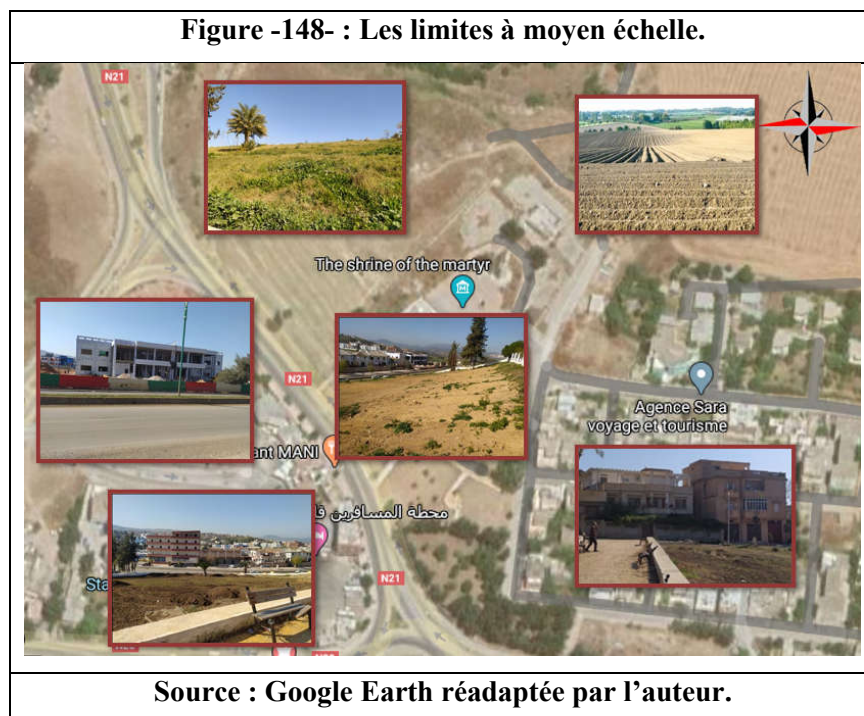 Figure -148- : Les limites à moyen échelle.
N21
The shrine of the martyr
N21
Agence Sara
voyage et tourisme
ant MANI
محطة المسافرين
Sta
N21
Source : Google Earth réadaptée par l'auteur.